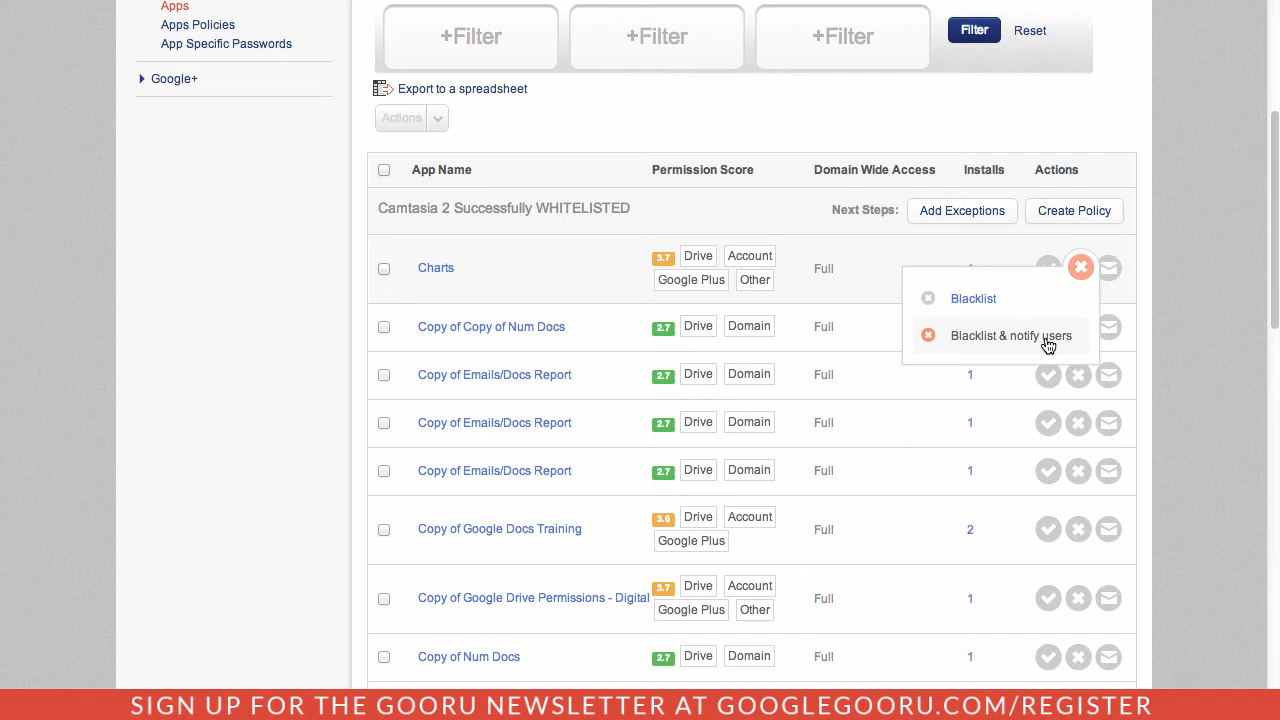 Apps
Apps Policies
App Specific Passwords
Google+
+Filter +Filter +Filter Filter Reset
Export to a spreadsheet
Actions
App Name Permission Score Domain Wide Access Installs Actions
Camtasia 2 Successfully WHITELISTED Next Steps: Add Exceptions Create Policy
Charts 3.7 Drive Account Full
Google Plus Other
Blacklist
Copy of Copy of Num Docs 2.7 Drive Domain Full
Blacklist & notify users
Copy of Emails/Docs Report 2.7 Drive Domain Full 1
Copy of Emails/Docs Report 2.7 Drive Domain Full 1
Copy of Emails/Docs Report 2.7 Drive Domain Full 1
Copy of Google Docs Training 3.6 Drive Account Full 2
Google Plus
Copy of Google Drive Permissions - Digital 3.7 Drive Account Full 1
Google Plus Other
Copy of Num Docs 2.7 Drive Domain Full 1
SIGN UP FOR THE GOORU NEWSLETTER AT GOOGLEGOORU.COM/REGISTER